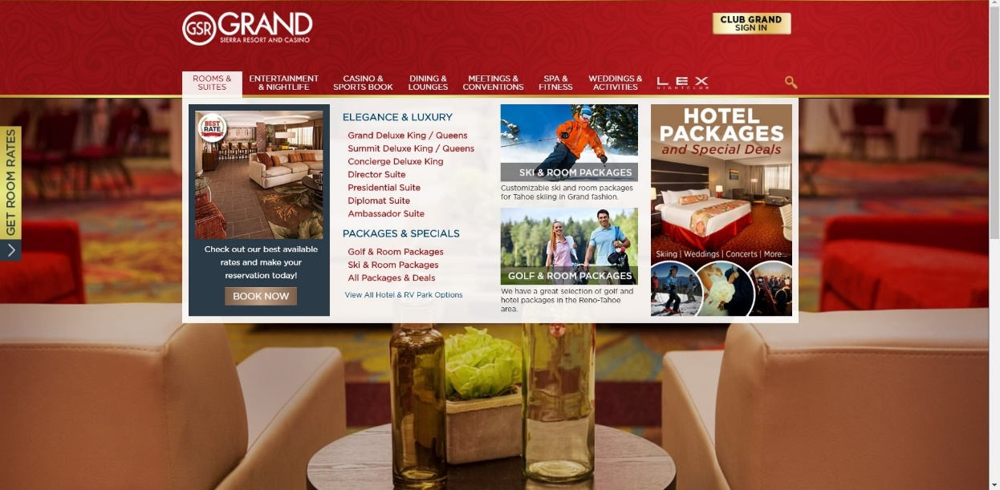 GSR GRAND
SIERRA RESORT AND CASINO
CLUB GRAND
SIGN IN
ROOMS &
SUITES
ENTERTAINMENT
& NIGHTLIFE
CASINO &
SPORTS BOOK
DINING &
LOUNGES
MEETINGS &
CONVENTIONS
SPA &
FITNESS
WEDDINGS &
ACTIVITIES
LEX
NIGHTCLUB
GET ROOM RATES
BEST
RATE
Check out our best available
rates and make your
reservation today!
BOOK NOW
ELEGANCE & LUXURY
Grand Deluxe King / Queens
Summit Deluxe King / Queens
Concierge Deluxe King
Director Suite
Presidential Suite
Diplomat Suite
Ambassador Suite
PACKAGES & SPECIALS
Golf & Room Packages
Ski & Room Packages
All Packages & Deals
View All Hotel & RV Park Options
SKI & ROOM PACKAGES
Customizable ski and room packages
for Tahoe skiing in Grand fashion.
GOLF & ROOM PACKAGES
We have a great selection of golf and
hotel packages in the Reno-Tahoe
area.
HOTEL
PACKAGES
and Special Deals
Skiing | Weddings | Concerts | More...